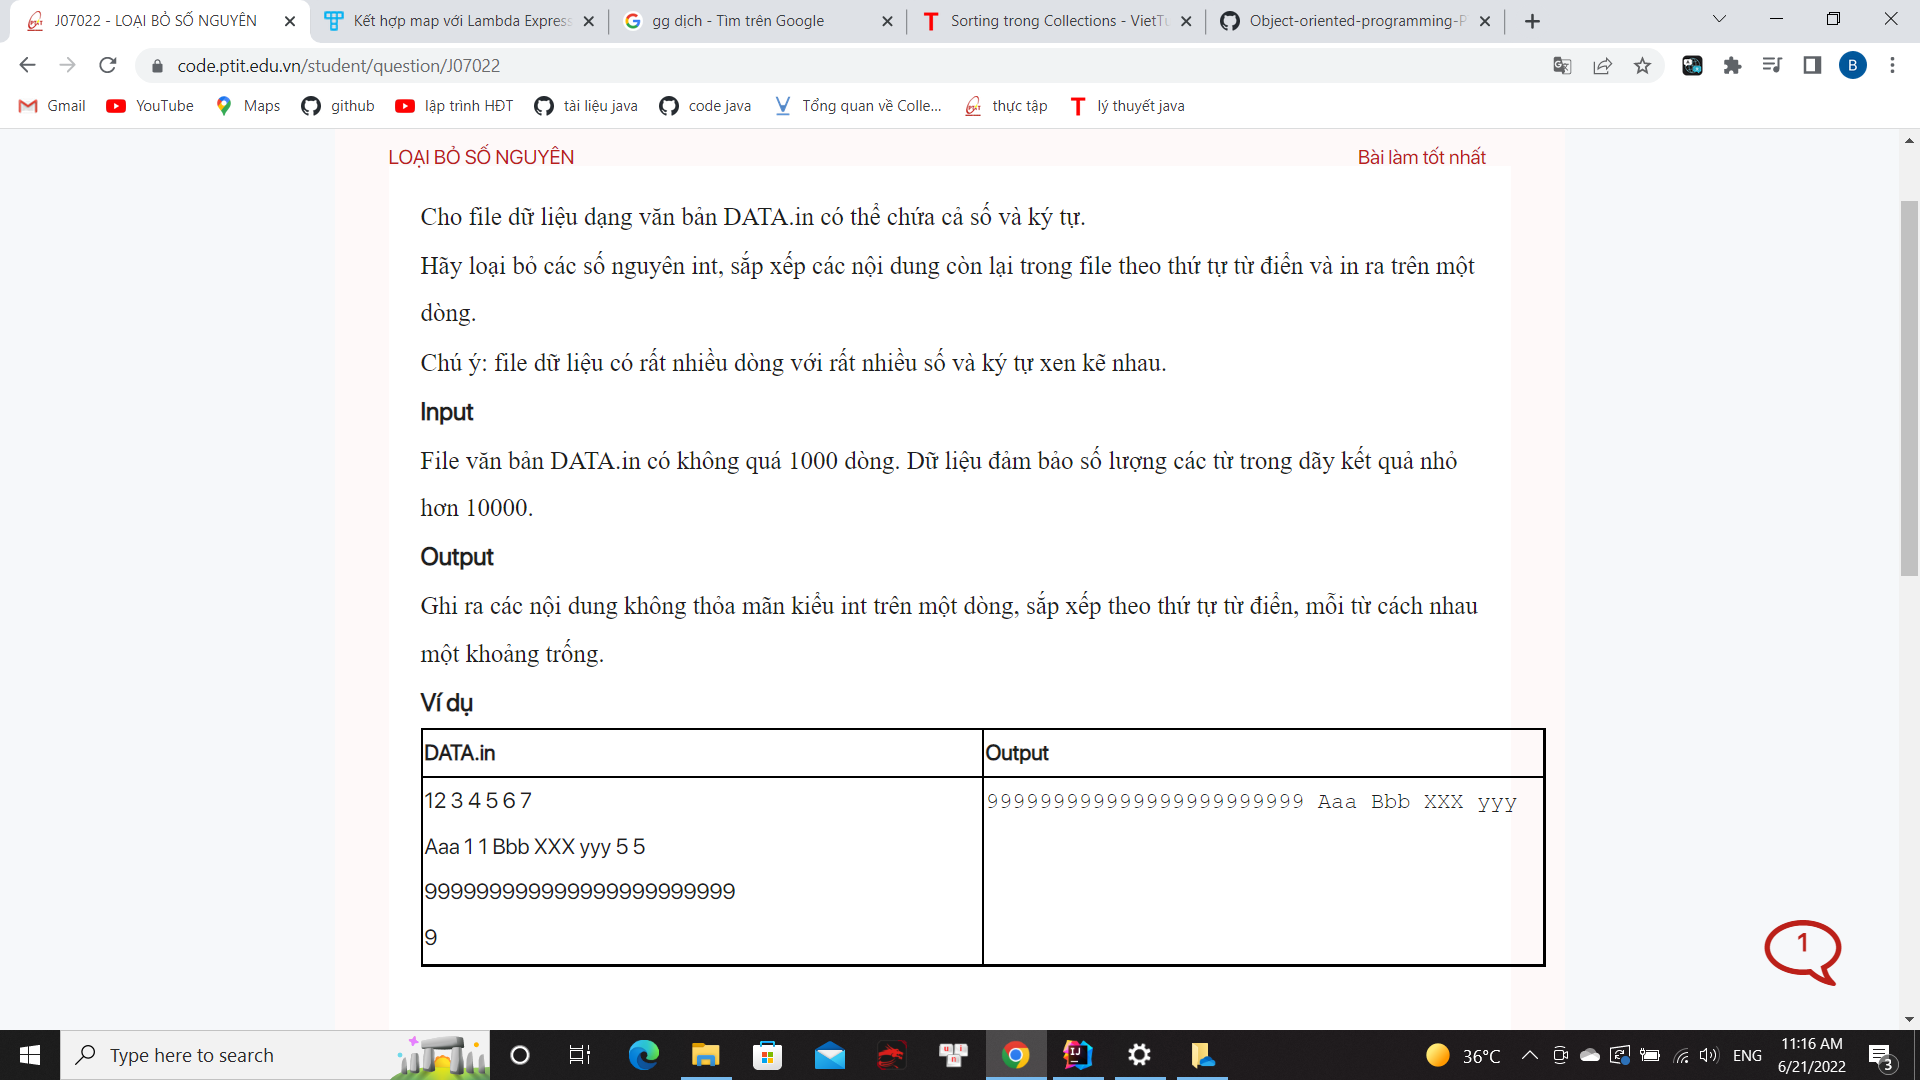 J07022 - LOẠI BỎ SỐ NGUYÊN
Kết hợp map với Lambda Express
gg dịch - Tìm trên Google
Sorting trong Collections - VietTu
Object-oriented-programming-P
code.ptit.edu.vn/student/question/J07022
B
Gmail
YouTube
Maps
github
lập trình HĐT
tài liệu java
code java
Tổng quan về Colle...
thực tập
lý thuyết java
LOẠI BỎ SỐ NGUYÊN
Bài làm tốt nhất
Cho file dữ liệu dạng văn bản DATA.in có thể chứa cả số và ký tự.
Hãy loại bỏ các số nguyên int, sắp xếp các nội dung còn lại trong file theo thứ tự từ điển và in ra trên một
dòng.
Chú ý: file dữ liệu có rất nhiều dòng với rất nhiều số và ký tự xen kẽ nhau.
Input
File văn bản DATA.in có không quá 1000 dòng. Dữ liệu đảm bảo số lượng các từ trong dãy kết quả nhỏ
hơn 10000.
Output
Ghi ra các nội dung không thỏa mãn kiểu int trên một dòng, sắp xếp theo thứ tự từ điển, mỗi từ cách nhau
một khoảng trống.
Ví dụ
DATA.in
Output
12 3 4 5 6 7
Aaa 1 1 Bbb XXX yyy 5 5
999999999999999999999999
9
999999999999999999999999 Aaa Bbb XXX yyy
1
Type here to search
36°C
ENG
11:16 AM
6/21/2022
3